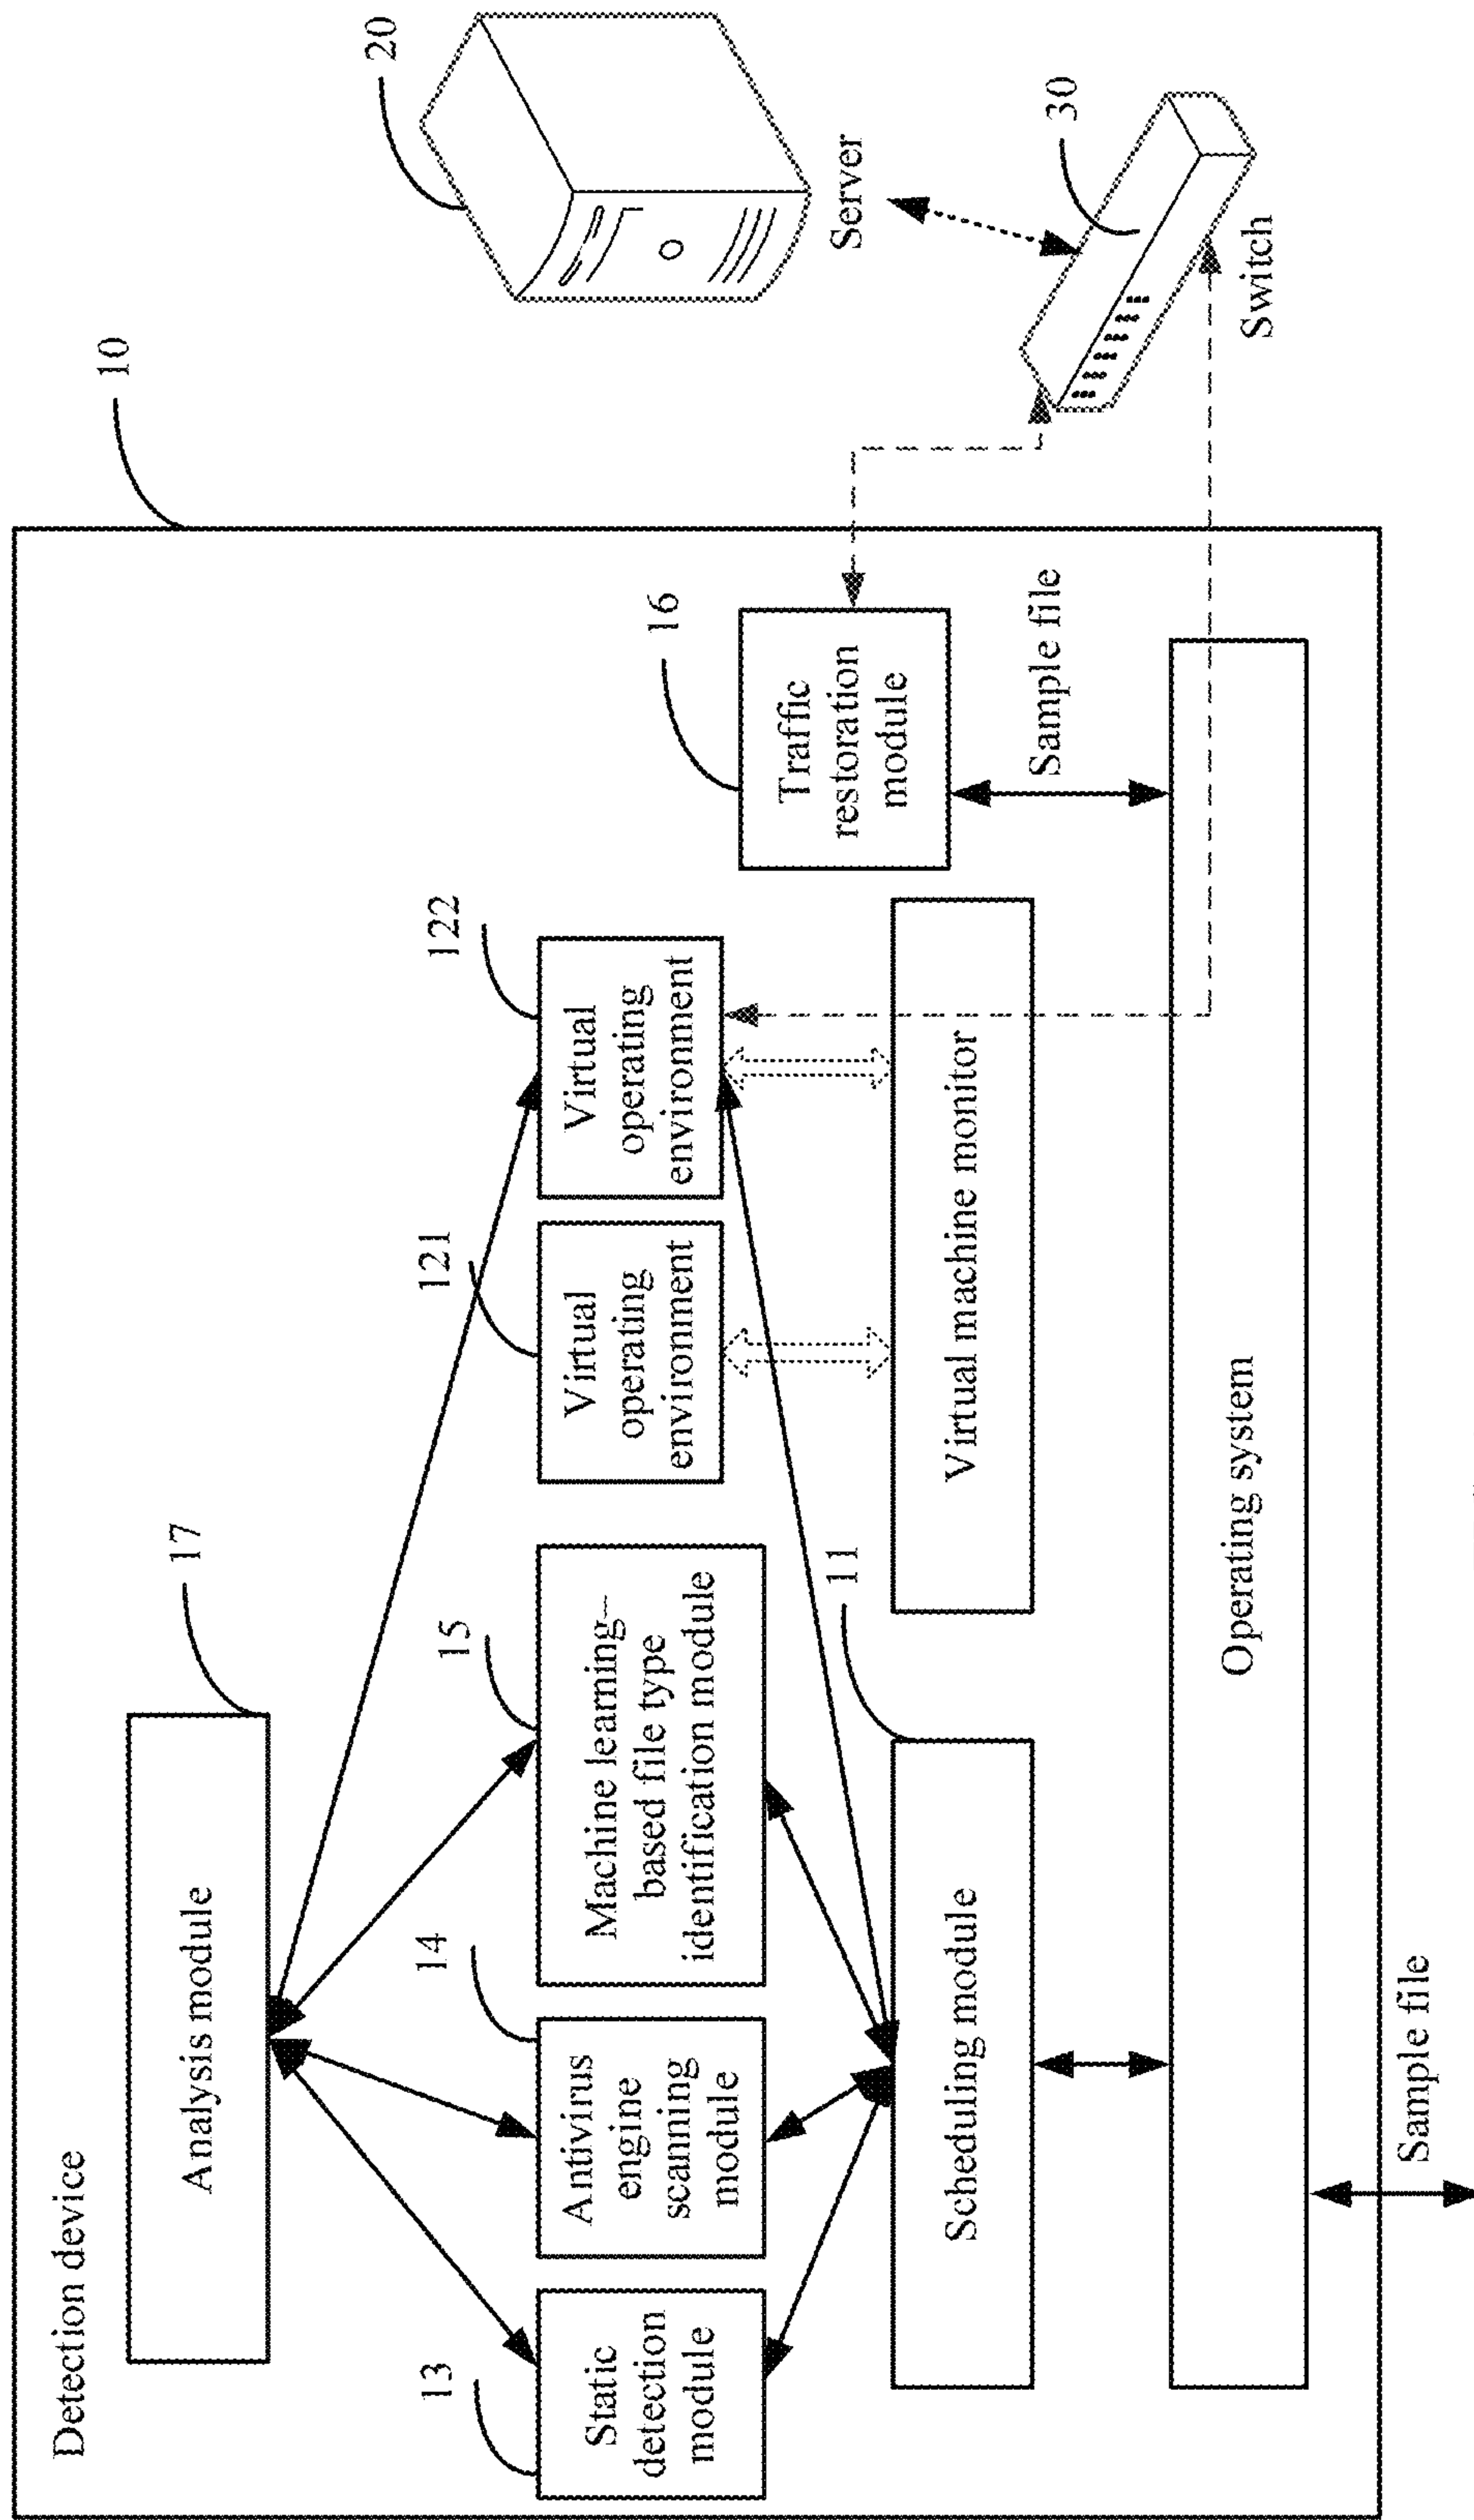 Detection device
10
20
Analysis module
17
Server
30
Switch
13
14
15
121
122
16
Static
detection
module
Antivirus
engine
scanning
module
Machine learning–
based file type
identification module
Virtual
operating
environment
Virtual
operating
environment
Traffic
restoration
module
11
Sample file
Scheduling module
Virtual machine monitor
Operating system
Sample file